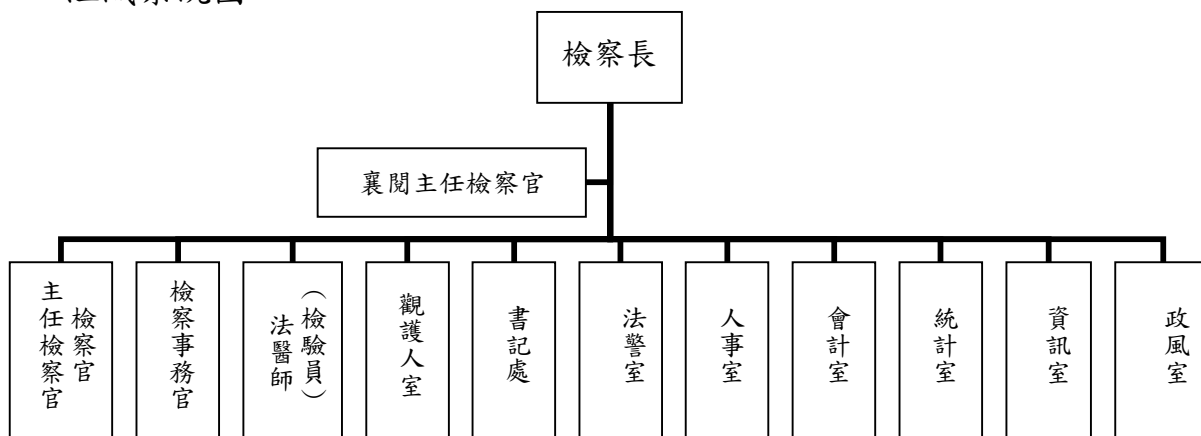 檢察長
襄閱主任檢察官
主任檢察官
檢察官
檢察事務官
法醫師
（檢驗員）
觀護人室
書記處
法警室
人事室
會計室
統計室
資訊室
政風室